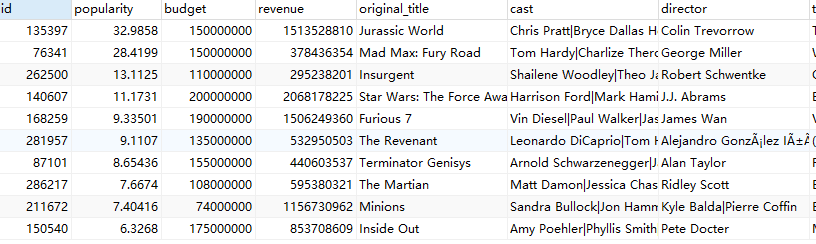 id popularity budget revenue original_title cast director t
135397 32.9858 150000000 1513528810 Jurassic World Chris Pratt|Bryce Dallas H Colin Trevorrow
76341 28.4199 150000000 378436354 Mad Max: Fury Road Tom Hardy|Charlize Therc George Miller
262500 13.1125 110000000 295238201 Insurgent Shailene Woodley|Theo Ja Robert Schwentke
140607 11.1731 200000000 2068178225 Star Wars: The Force Awa Harrison Ford|Mark Hami J.J. Abrams
168259 9.33501 190000000 1506249360 Furious 7 Vin Diesel|Paul Walker|Jas James Wan
281957 9.1107 135000000 532950503 The Revenant Leonardo DiCaprio|Tom H Alejandro GonzÃ¡lez IÃ±Ã
87101 8.65436 155000000 440603537 Terminator Genisys Arnold Schwarzenegger|J Alan Taylor
286217 7.6674 108000000 595380321 The Martian Matt Damon|Jessica Chas Ridley Scott
211672 7.40416 74000000 1156730962 Minions Sandra Bullock|Jon Hamm Kyle Balda|Pierre Coffin
150540 6.3268 175000000 853708609 Inside Out Amy Poehler|Phyllis Smith Pete Docter